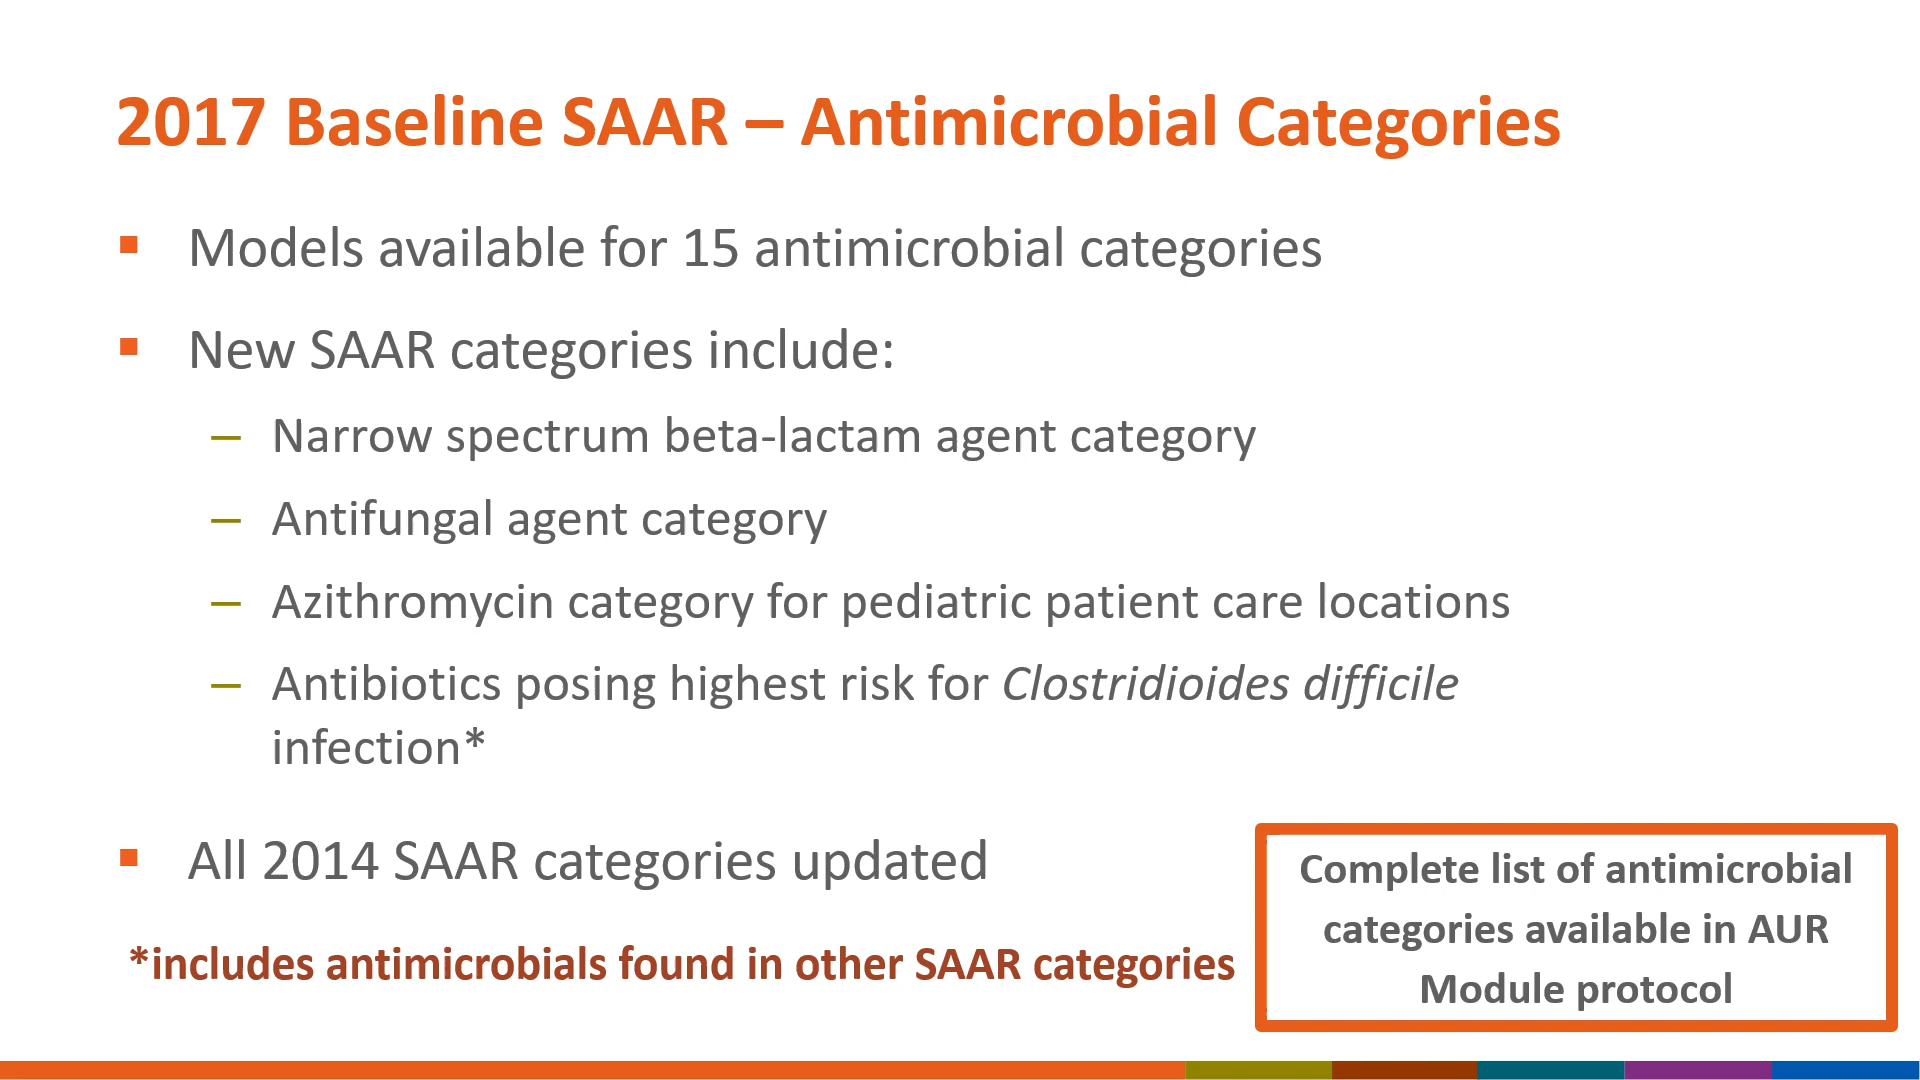 2017 Baseline SAAR – Antimicrobial Categories
▪ Models available for 15 antimicrobial categories
▪ New SAAR categories include:
– Narrow spectrum beta-lactam agent category
– Antifungal agent category
– Azithromycin category for pediatric patient care locations
– Antibiotics posing highest risk for Clostridioides difficile
infection*
▪ All 2014 SAAR categories updated
*includes antimicrobials found in other SAAR categories
Complete list of antimicrobial
categories available in AUR
Module protocol